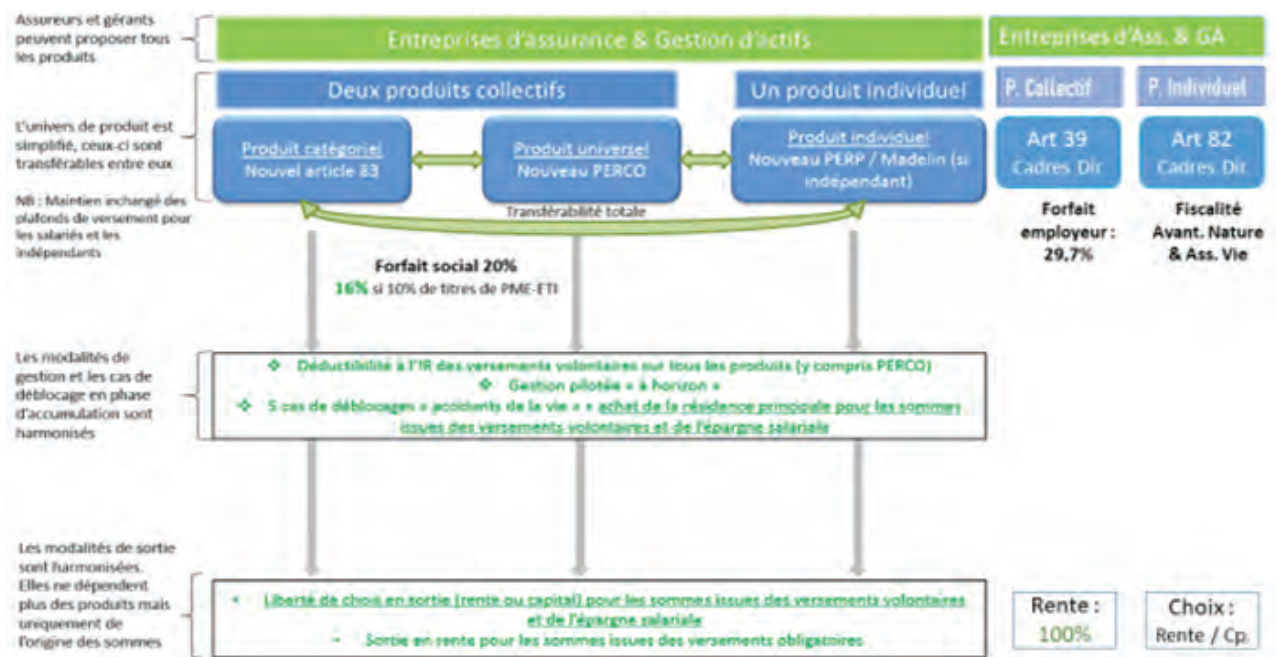 Assureurs et gérants
peuvent proposer tous
les produits
Entreprises d'assurance & Gestion d'actifs
Entreprises d'Ass. & GA
Deux produits collectifs
Un produit individuel
P. Collectif
P. Individuel
L'univers de produit est
simplifié, ceux-ci sont
transférables entre eux
Produit catégoriel
Nouvel article 83
Produit universel
Nouveau PERCO
Produit individuel
Nouveau PERP / Madelin (si
indépendant)
Art 39
Cadres Dir
Art 82
Cadres Dir
NB : Maintien inchangé des
plafonds de versement pour
les salariés et les
indépendants
Transférabilité totale
Forfait
employeur :
29,7%
Fiscalité
Avant. Nature
& Ass. Vie
Forfait social 20%
16% si 10% de titres de PME-ETI
Les modalités de
gestion et les cas de
déblocage en phase
d'accumulation sont
harmonisés
❖ Déductibilité à l'IR des versements volontaires sur tous les produits (y compris PERCO)
❖ Gestion pilotée « à horizon »
❖ 5 cas de déblocages « accidents de la vie » + achat de la résidence principale pour les sommes
issues des versements volontaires et de l'épargne salariale
Les modalités de sortie
sont harmonisées.
Elles ne dépendent
plus des produits mais
uniquement de
l'origine des sommes
- Liberté de choix en sortie (rente ou capital) pour les sommes issues des versements volontaires
et de l'épargne salariale
- Sortie en rente pour les sommes issues des versements obligatoires
Rente :
100%
Choix :
Rente / Cp.